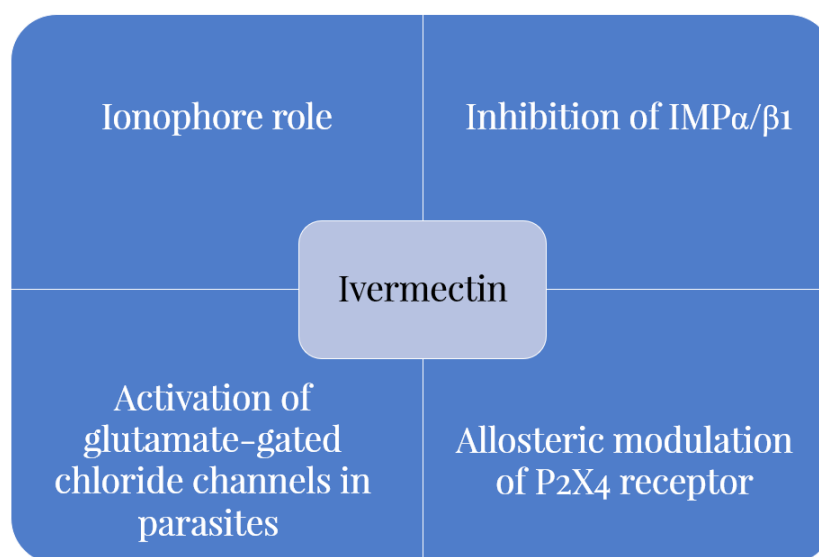 Ionophore role
Inhibition of IMPα/β1
Ivermectin
Activation of
glutamate-gated
chloride channels in
parasites
Allosteric modulation
of P2X4 receptor